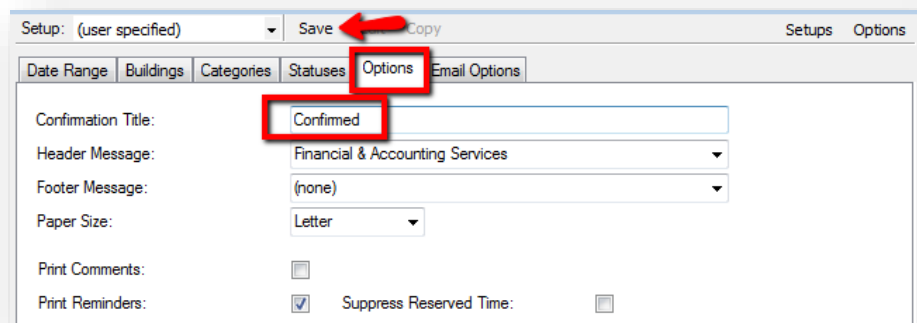 Setup: (user specified) Save Copy Setups Options
Date Range Buildings Categories Statuses Options Email Options
Confirmation Title: Confirmed
Header Message: Financial & Accounting Services
Footer Message: (none)
Paper Size: Letter
Print Comments:
Print Reminders: Suppress Reserved Time: